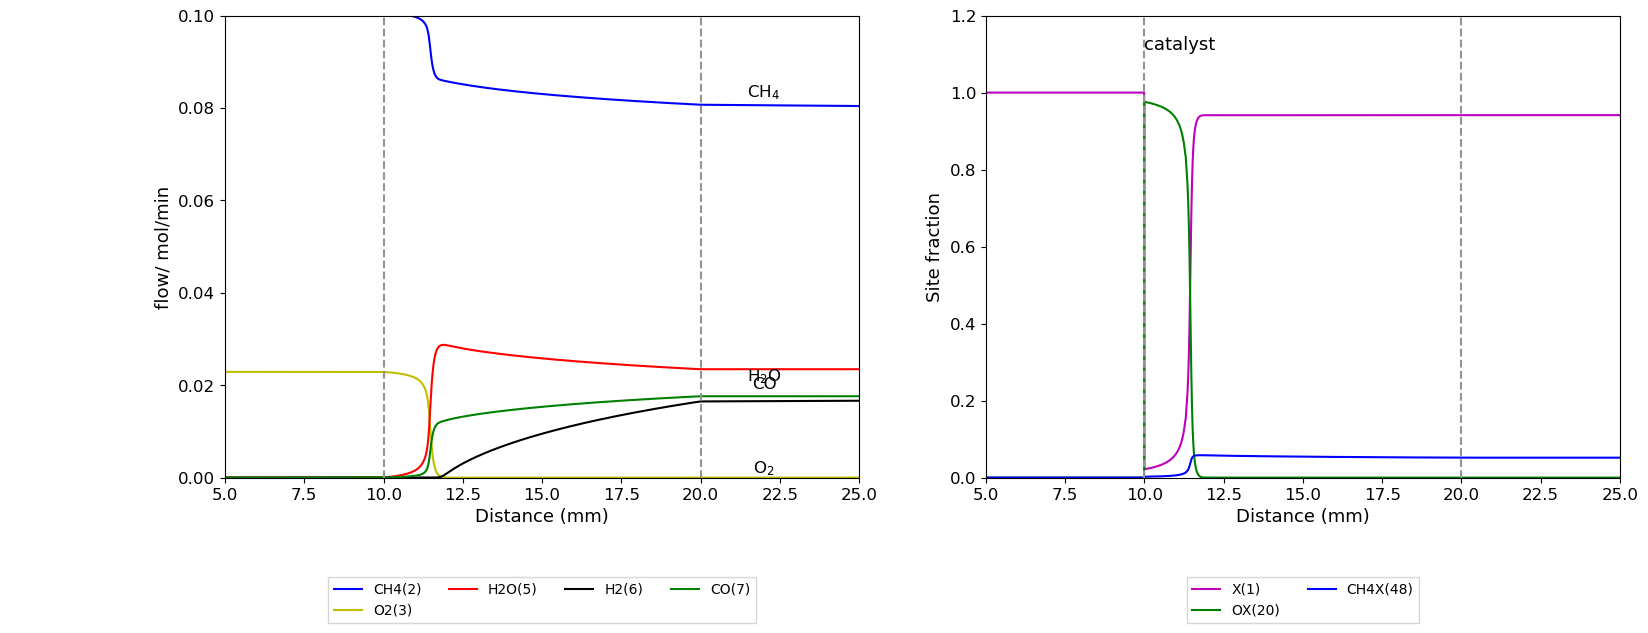 0.10
0.08
0.06
0.04
0.02
0.00
flow/ mol/min
CH₄
H₂O
CO
O₂
5.0 7.5 10.0 12.5 15.0 17.5 20.0 22.5 25.0
Distance (mm)
CH4(2) H2O(5) H2(6) CO(7)
O2(3)
1.2
1.0
0.8
0.6
0.4
0.2
0.0
Site fraction
catalyst
5.0 7.5 10.0 12.5 15.0 17.5 20.0 22.5 25.0
Distance (mm)
X(1) CH4X(48)
OX(20)